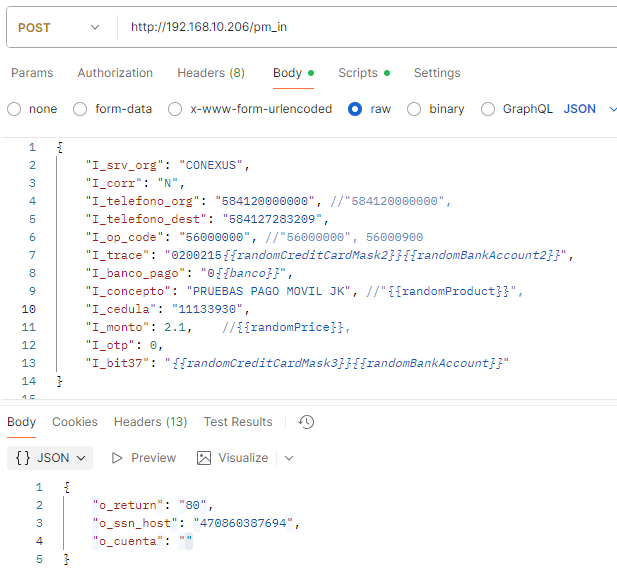 POST http://192.168.10.206/pm_in
Params Authorization Headers (8) Body Scripts Settings
none form-data x-www-form-urlencoded raw binary GraphQL JSON
1 {
2 "I_srv_org": "CONEXUS",
3 "I_corr": "N",
4 "I_telefono_org": "584120000000", //"584120000000",
5 "I_telefono_dest": "584127283209",
6 "I_op_code": "56000000", //"56000000", 56000900
7 "I_trace": "0200215{{randomCreditCardMask2}}{{randomBankAccount2}}",
8 "I_banco_pago": "0{{banco}}",
9 "I_concepto": "PRUEBAS PAGO MOVIL JK", //"{{randomProduct}}",
10 "I_cedula": "11133930",
11 "I_monto": 2.1, //{{randomPrice}},
12 "I_otp": 0,
13 "I_bit37": "{{randomCreditCardMask3}}{{randomBankAccount}}"
14 }
15
Body Cookies Headers (13) Test Results
{} JSON Preview Visualize
1 {
2 "o_return": "80",
3 "o_ssn_host": "470860387694",
4 "o_cuenta": ""
5 }